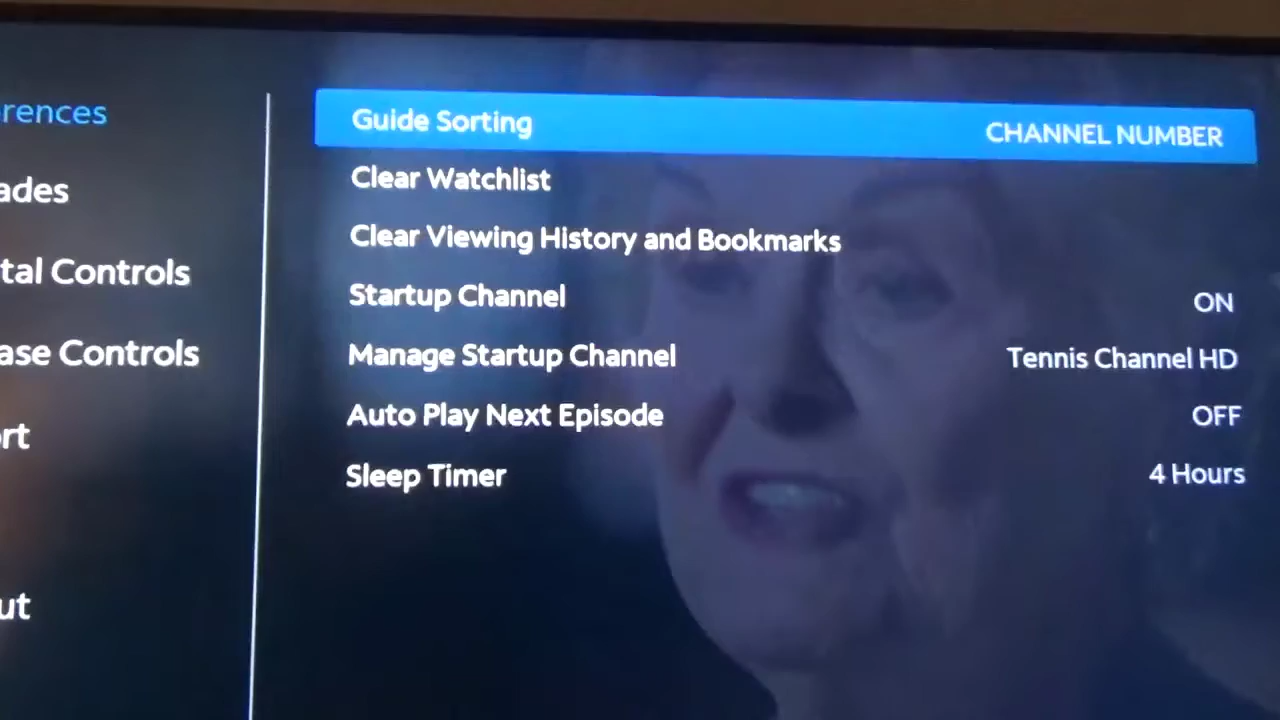 rences
ades
tal Controls
ase Controls
rt
ut
Guide Sorting CHANNEL NUMBER
Clear Watchlist
Clear Viewing History and Bookmarks
Startup Channel ON
Manage Startup Channel Tennis Channel HD
Auto Play Next Episode OFF
Sleep Timer 4 Hours